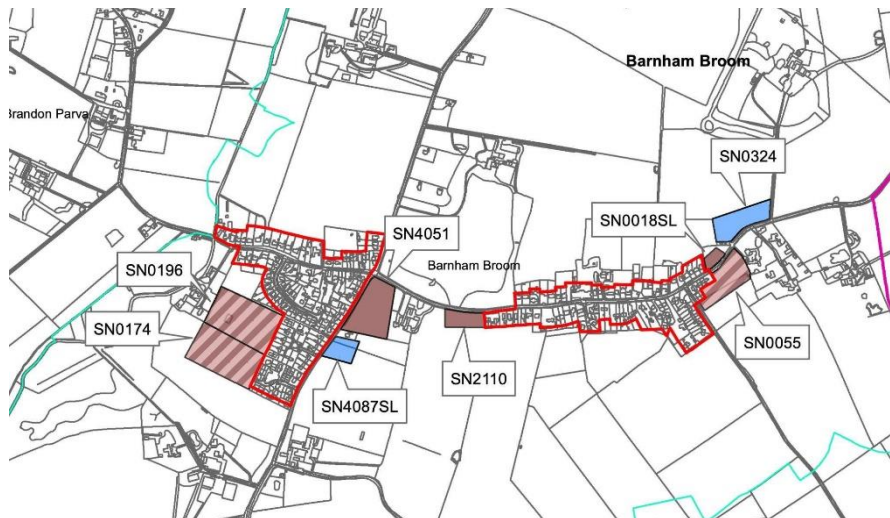 Barnham Broom
Brandon Parva
SN0324
SN0018SL
SN4051
Barnham Broom
SN0196
SN0174
SN0055
SN2110
SN4087SL